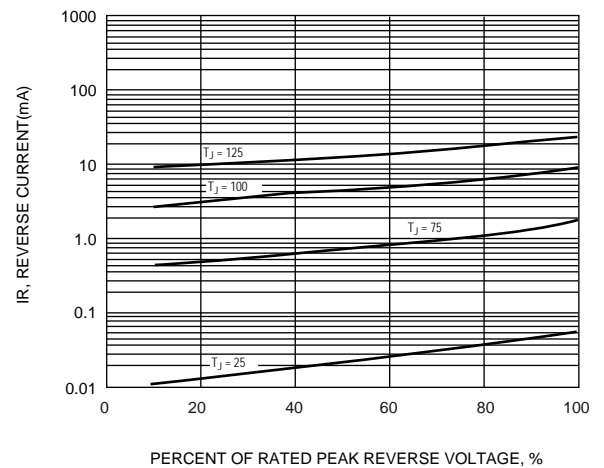 1000
100
10
1.0
0.1
0.01
IR, REVERSE CURRENT(mA)
TJ = 125
TJ = 100
TJ = 75
TJ = 25
0 20 40 60 80 100
PERCENT OF RATED PEAK REVERSE VOLTAGE, %